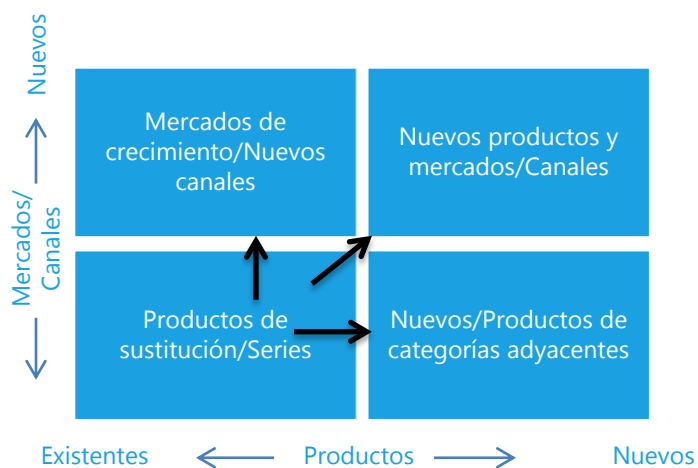 Nuevos
Mercados/
Canales
Mercados de
crecimiento/Nuevos
canales
Nuevos productos y
mercados/Canales
Productos de
sustitución/Series
Nuevos/Productos de
categorías adyacentes
Existentes
Productos
Nuevos